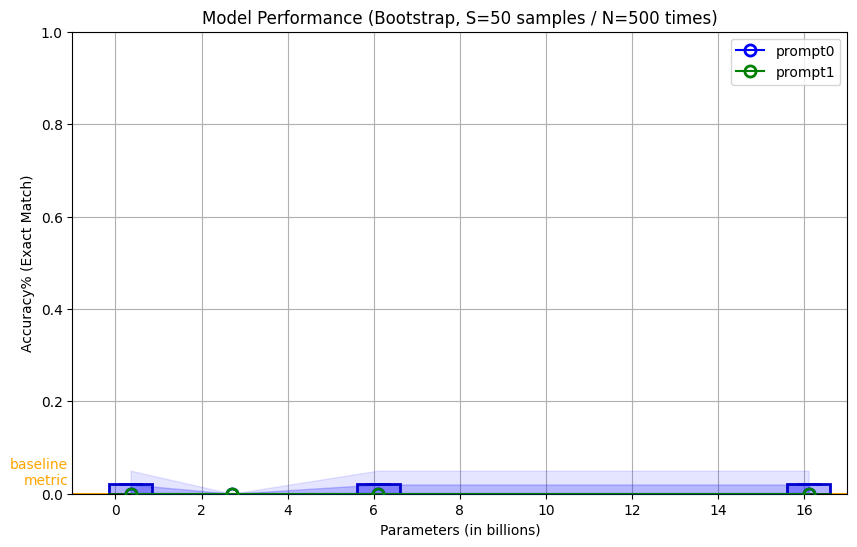 Model Performance (Bootstrap, S=50 samples / N=500 times)
prompt0
prompt1
Accuracy% (Exact Match)
1.0
0.8
0.6
0.4
0.2
0.0
baseline
metric
0 2 4 6 8 10 12 14 16
Parameters (in billions)